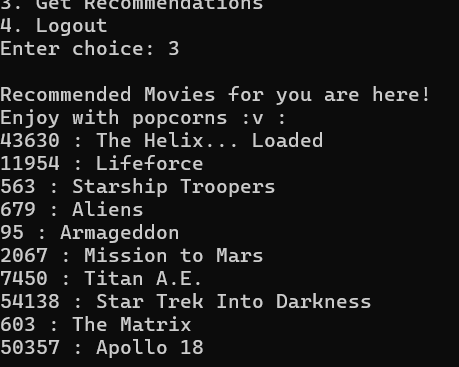 3. Get Recommendations
4. Logout
Enter choice: 3
Recommended Movies for you are here!
Enjoy with popcorns :v :
43630 : The Helix... Loaded
11954 : Lifeforce
563 : Starship Troopers
679 : Aliens
95 : Armageddon
2067 : Mission to Mars
7450 : Titan A.E.
54138 : Star Trek Into Darkness
603 : The Matrix
50357 : Apollo 18